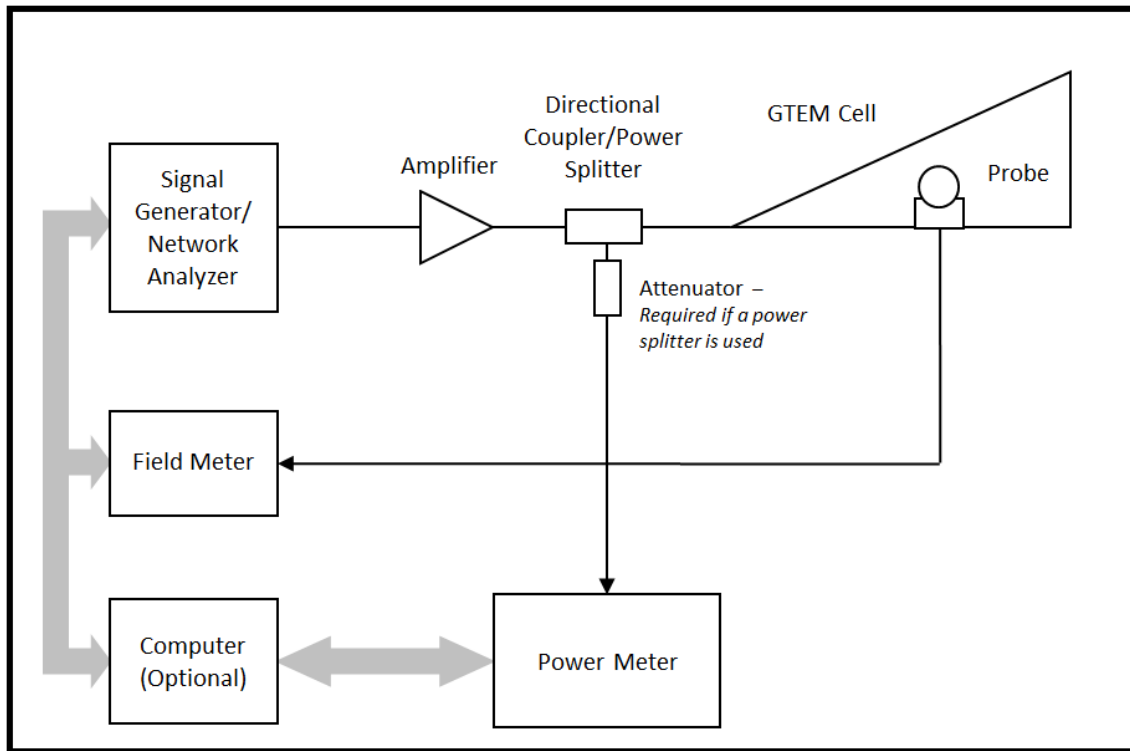 Signal
Generator/
Network
Analyzer
Amplifier
Directional
Coupler/Power
Splitter
GTEM Cell
Probe
Attenuator –
Required if a power
splitter is used
Field Meter
Computer
(Optional)
Power Meter